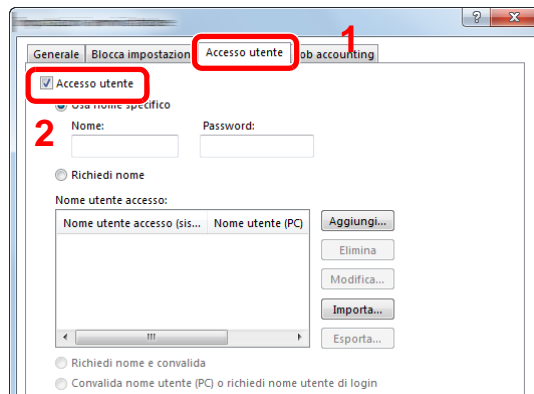 1
Generale Blocca impostazion Accesso utente ob accounting
Accesso utente
Usa nome specifico
2
Nome: Password:
Richiedi nome
Nome utente accesso:
Nome utente accesso (sis... Nome utente (PC) Aggiungi...
Elimina
Modifica...
Importa...
Esporta...
Richiedi nome e convalida
Convalida nome utente (PC) o richiedi nome utente di login